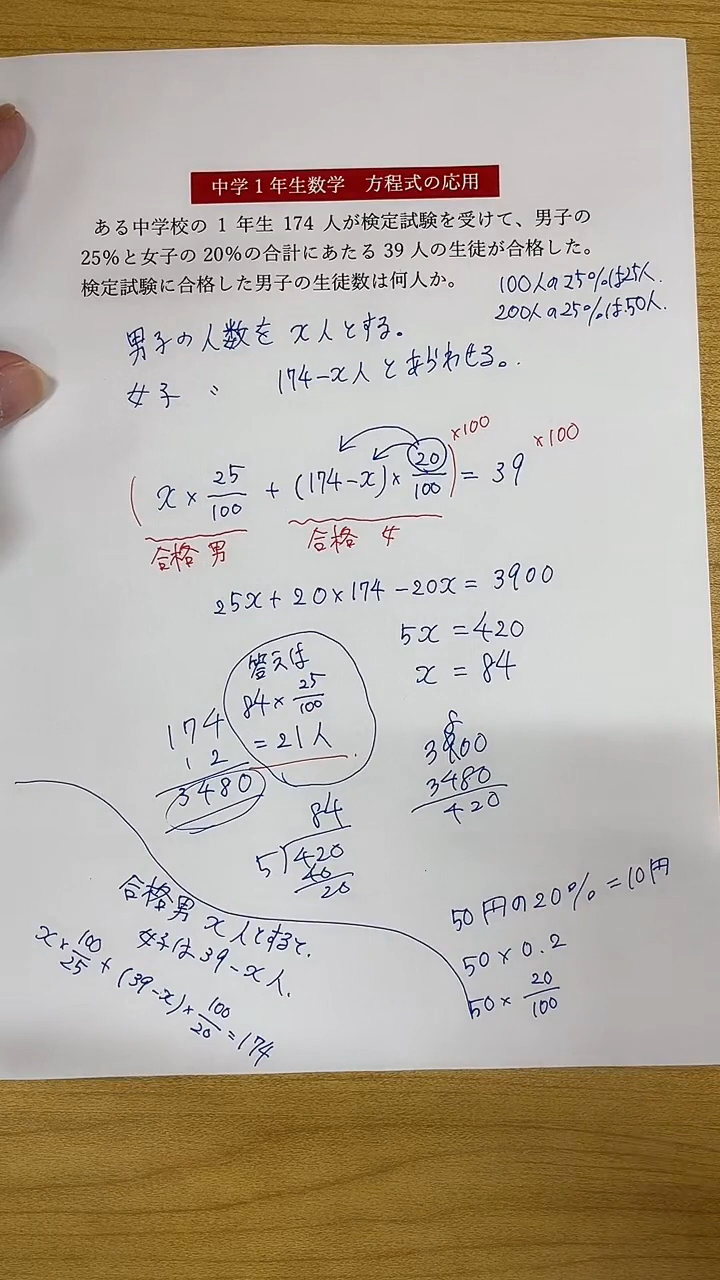 中学1年生数学　方程式の応用
ある中学校の 1 年生 174 人が検定試験を受けて、男子の
25%と女子の 20%の合計にあたる 39 人の生徒が合格した。
検定試験に合格した男子の生徒数は何人か。
100人の25%は25人.
200人の25%は50人.
男子の人数を x人とする。
女子 〃 174-x人とあらわせる。
( x × 25/100 + (174-x) × 20/100 ) ×100 = 39 ×100
合格 男
合格 女
25x + 20×174 - 20x = 3900
5x = 420
x = 84
答えは
84 × 25/100
= 21人
174
12
3480
3900
3480
420
84
5)420
40
20
合格男 x人とすると、
女子は39-x人.
x × 100/25 + (39-x) × 100/20 = 174
50円の20% = 10円
50 × 0.2
50 × 20/100